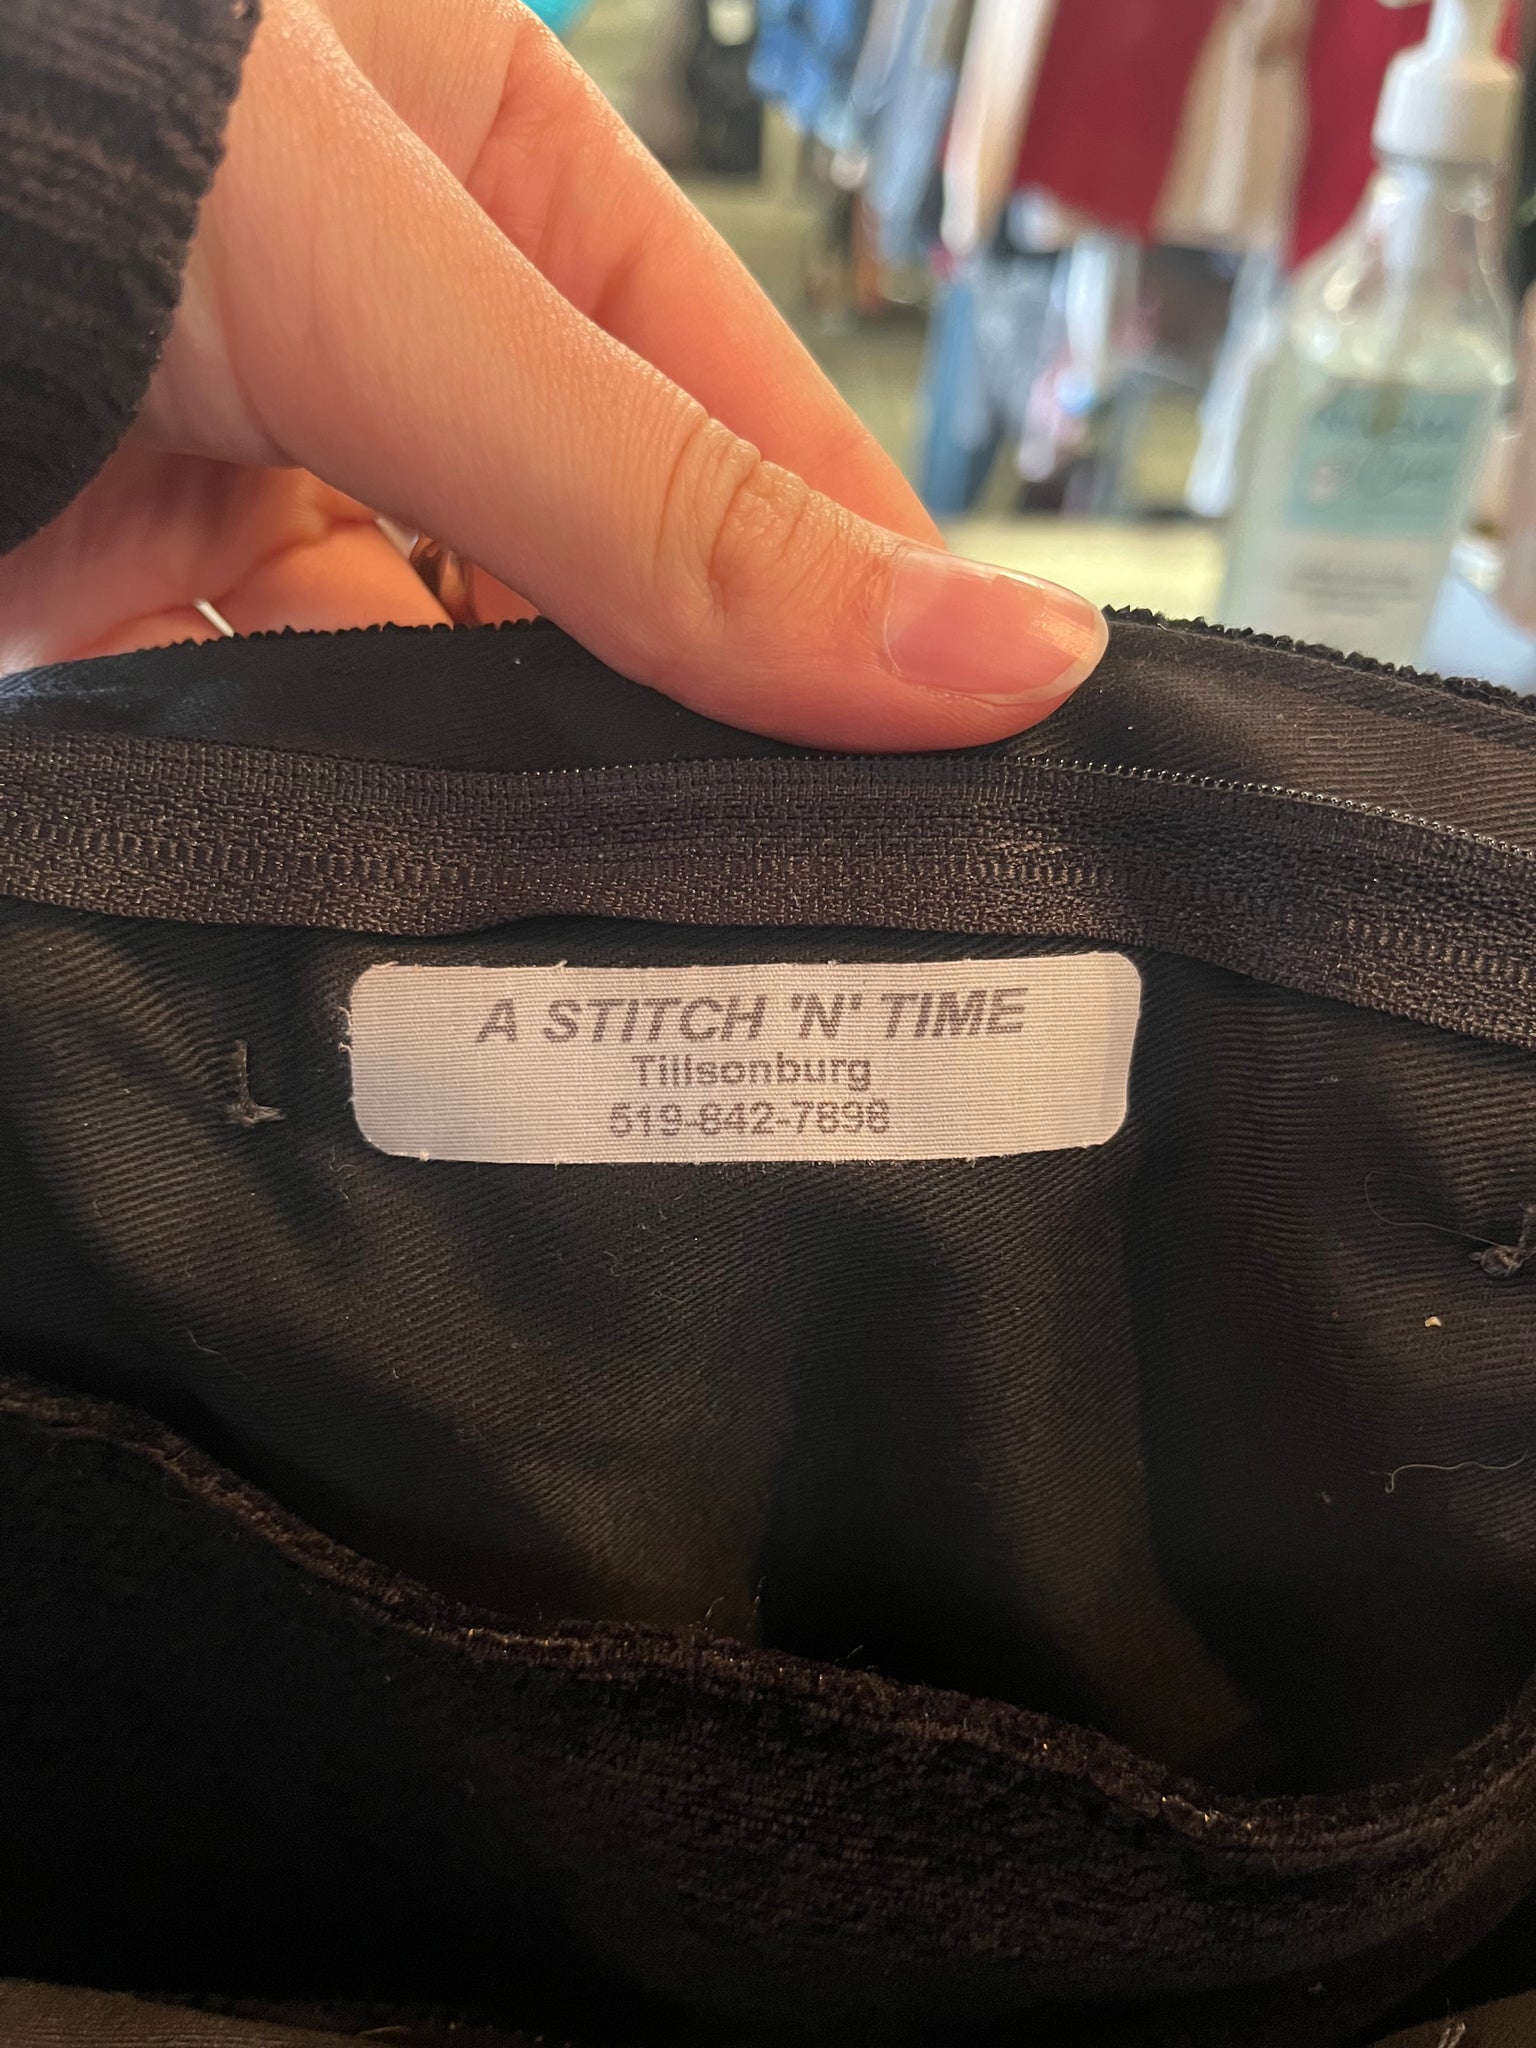 A STITCH 'N' TIME
Tillsonburg
519-842-7898